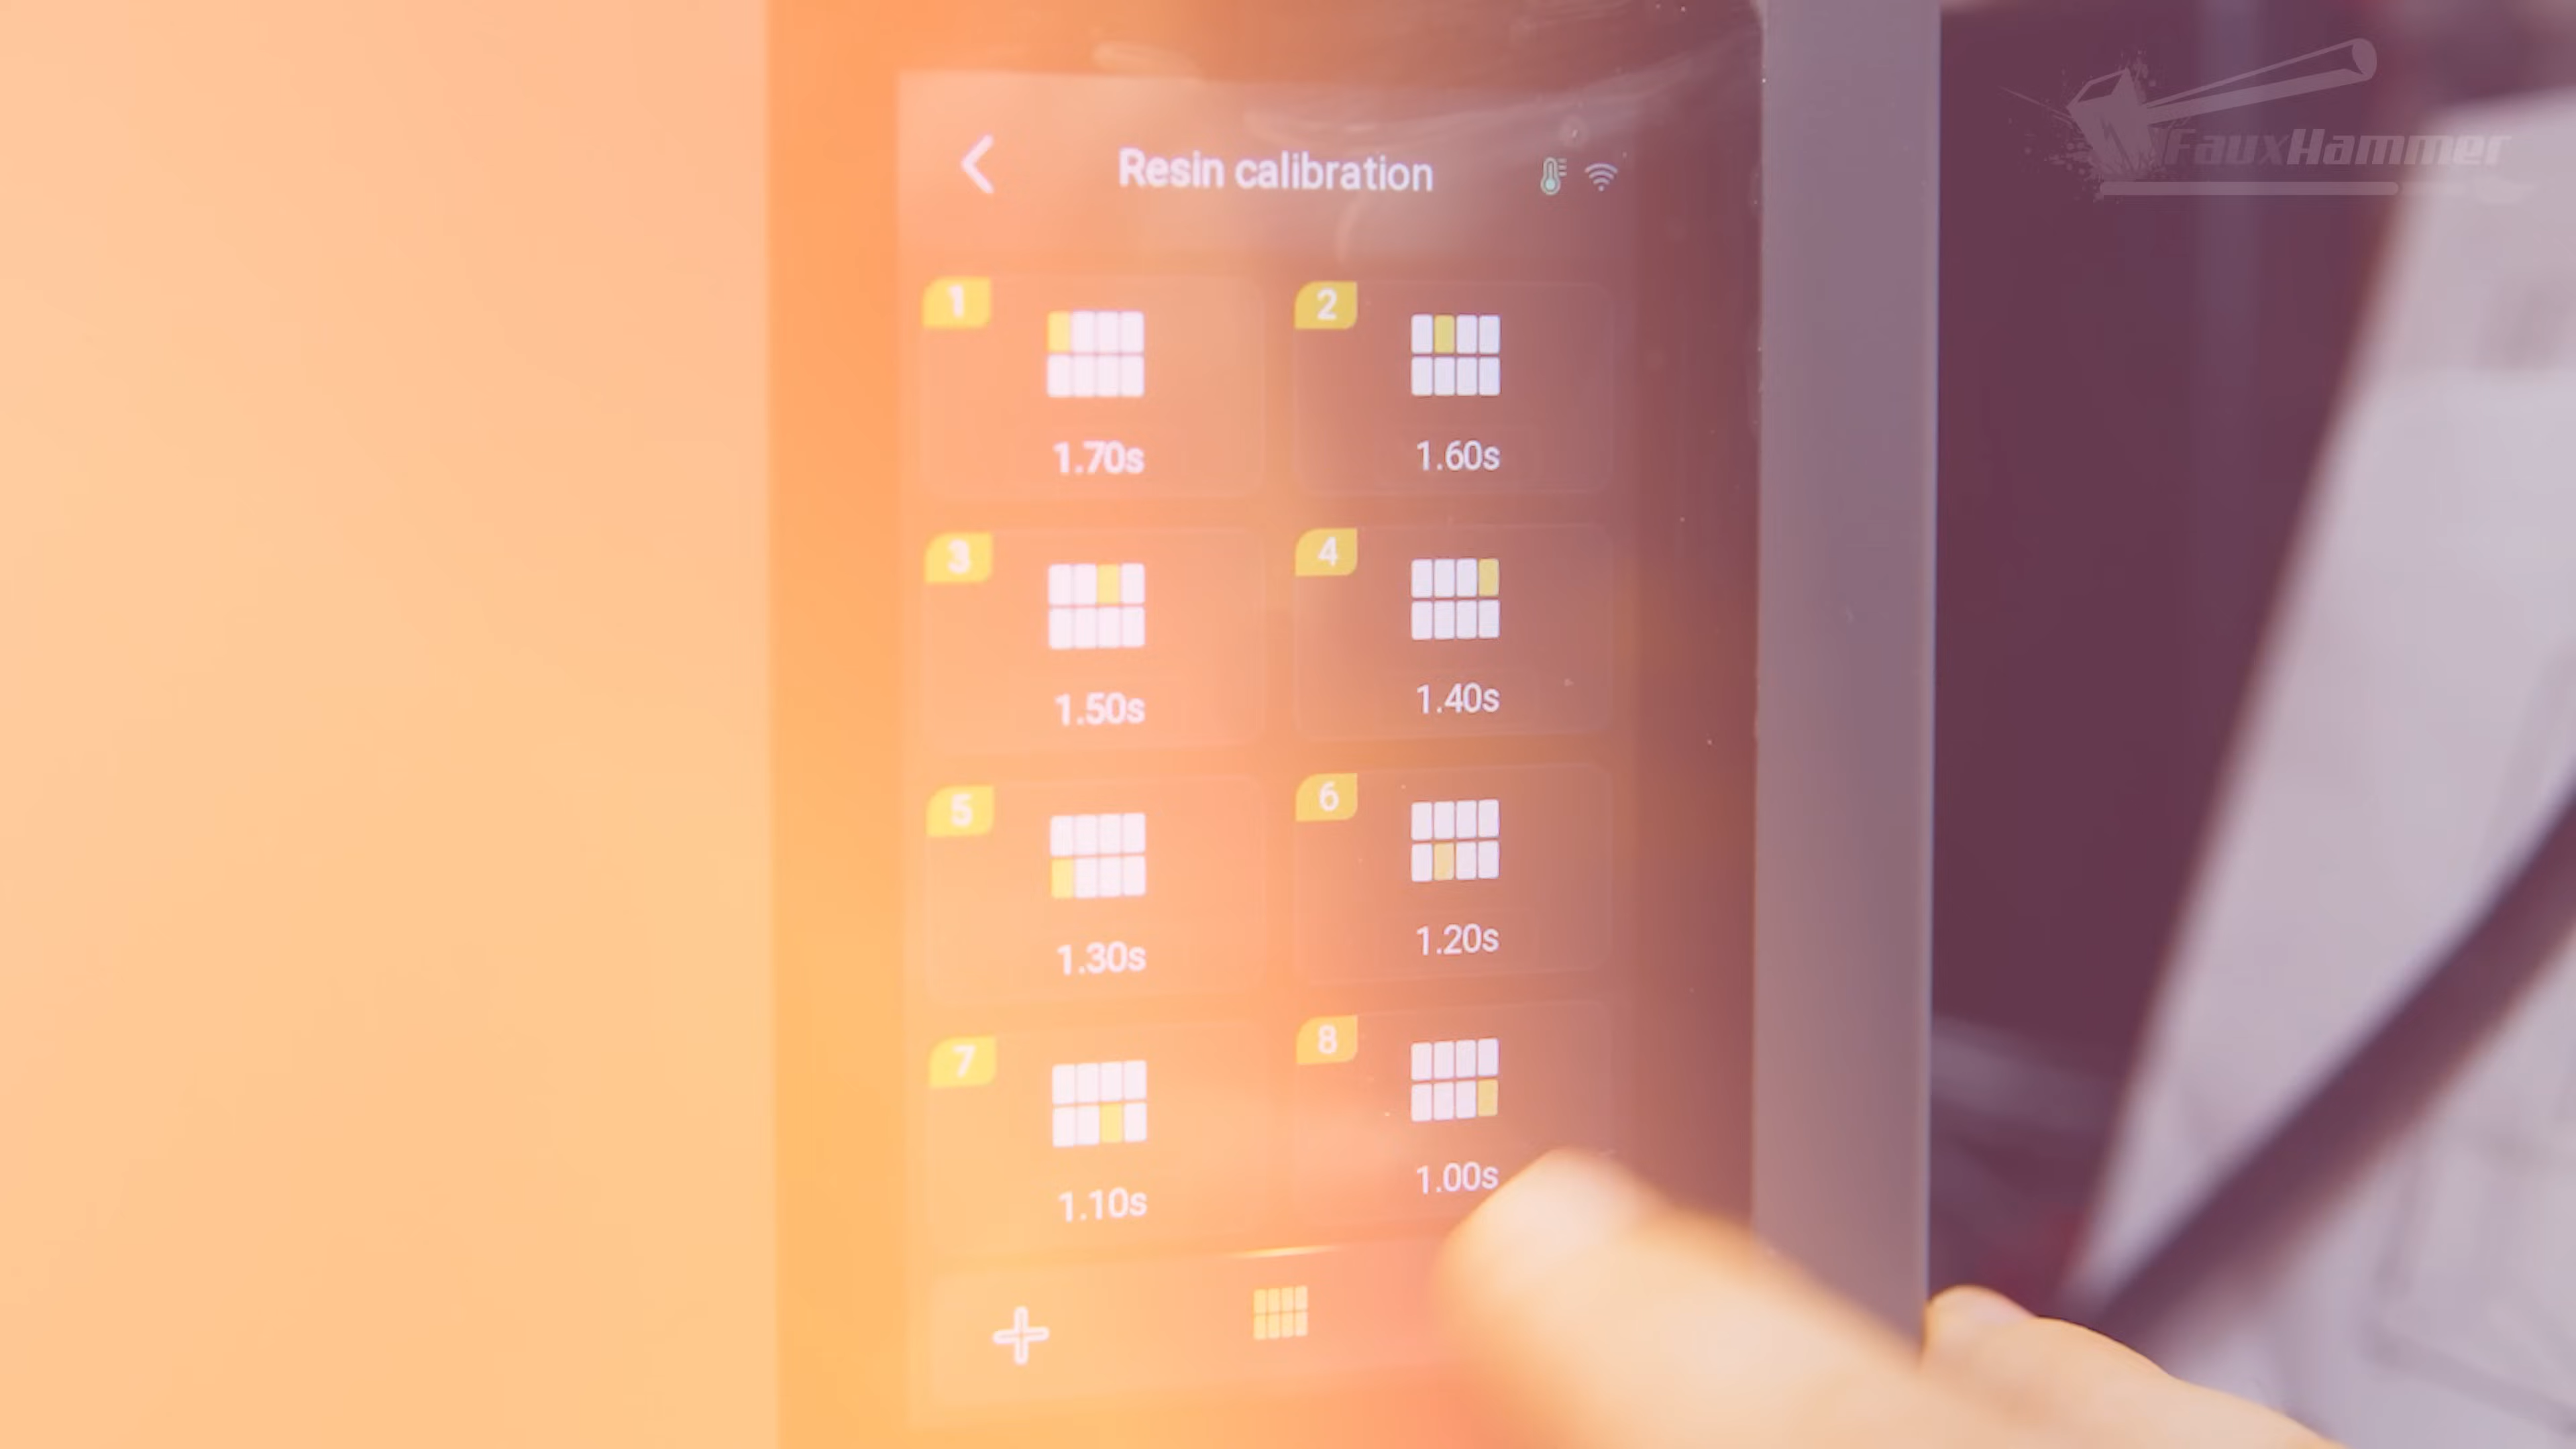 FauxHammer
Resin calibration
1
2
1.70s
1.60s
3
4
1.50s
1.40s
5
6
1.30s
1.20s
7
8
1.10s
1.00s